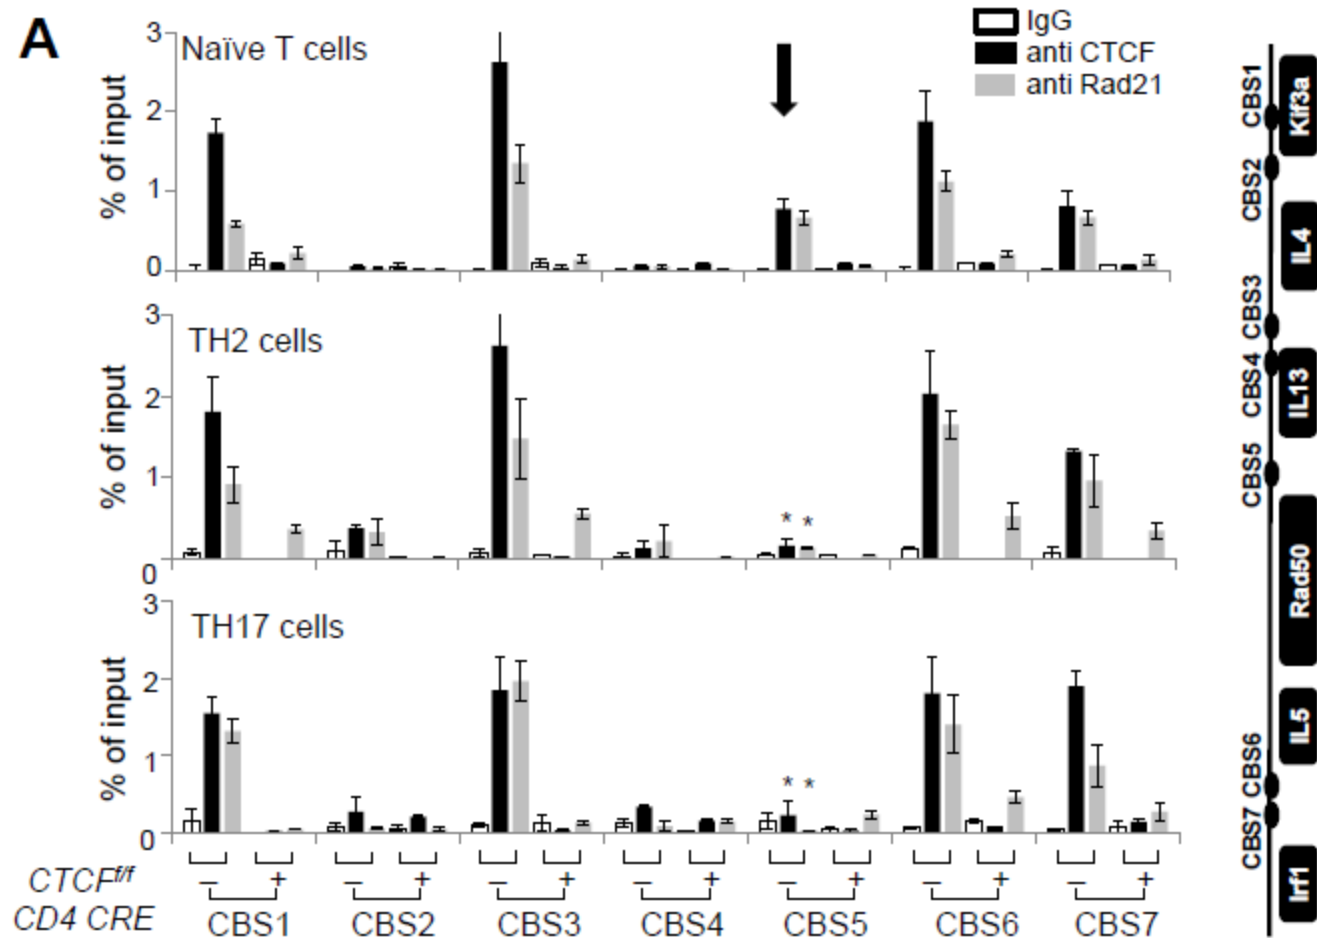 A
Naïve T cells
IgG
anti CTCF
anti Rad21
% of input
3
2
1
0
TH2 cells
% of input
3
2
1
0
* *
TH17 cells
% of input
3
2
1
0
* *
CTCFf/f
CD4 CRE
– + – + – + – + – + – + – +
CBS1 CBS2 CBS3 CBS4 CBS5 CBS6 CBS7
CBS1
Kif3a
CBS2
IL4
CBS3
CBS4
IL13
CBS5
Rad50
IL5
CBS6
CBS7
Irf1